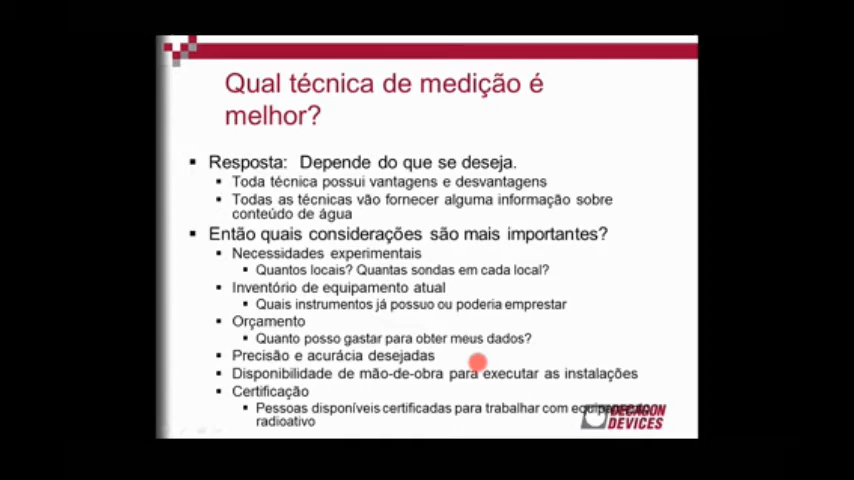 Qual técnica de medição é
melhor?
Resposta: Depende do que se deseja.
Toda técnica possui vantagens e desvantagens
Todas as técnicas vão fornecer alguma informação sobre
conteúdo de água
Então quais considerações são mais importantes?
Necessidades experimentais
Quantos locais? Quantas sondas em cada local?
Inventório de equipamento atual
Quais instrumentos já possuo ou poderia emprestar
Orçamento
Quanto posso gastar para obter meus dados?
Precisão e acurácia desejadas
Disponibilidade de mão-de-obra para executar as instalações
Certificação
Pessoas disponíveis certificadas para trabalhar com equipamento
radioativo
DECAGON
DEVICES